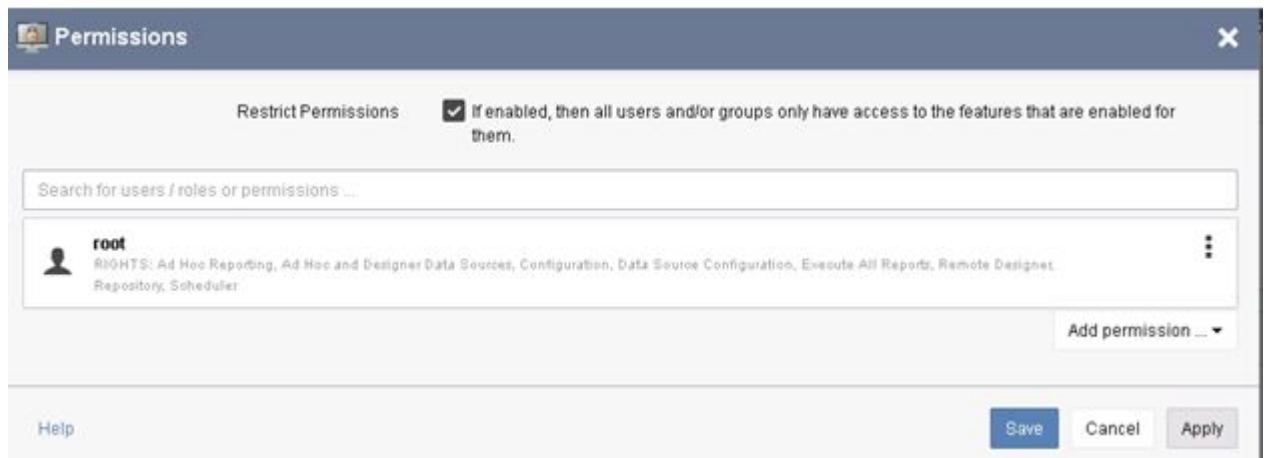 Permissions
Restrict Permissions
If enabled, then all users and/or groups only have access to the features that are enabled for
them.
Search for users / roles or permissions ...
root
RIGHTS: Ad Hoc Reporting, Ad Hoc and Designer Data Sources, Configuration, Data Source Configuration, Execute All Reports, Remote Designer,
Repository, Scheduler
Add permission ...
Help
Save
Cancel
Apply